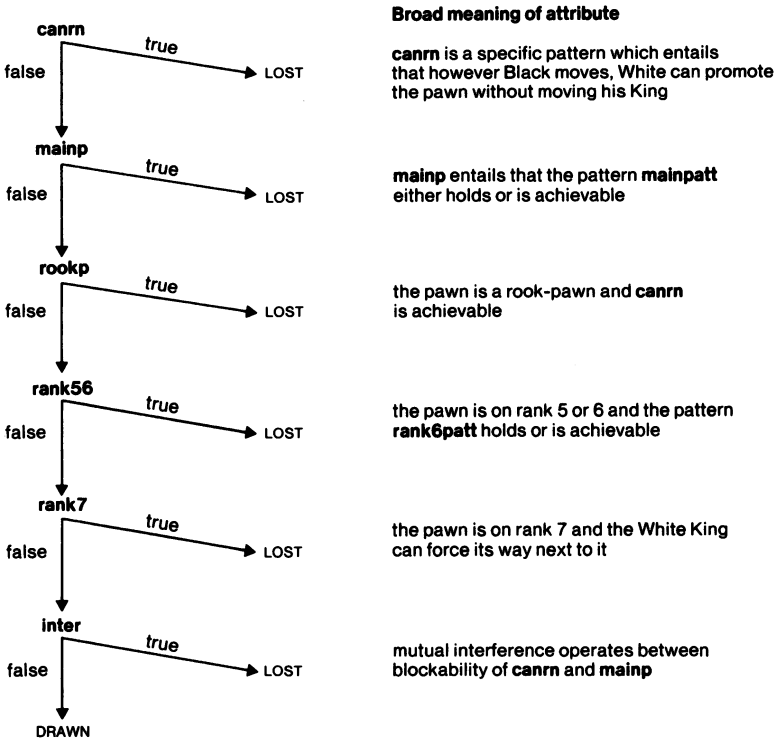 Broad meaning of attribute
canrn
true
false
LOST
canrn is a specific pattern which entails
that however Black moves, White can promote
the pawn without moving his King
mainp
true
false
LOST
mainp entails that the pattern mainpatt
either holds or is achievable
rookp
true
false
LOST
the pawn is a rook-pawn and canrn
is achievable
rank56
true
false
LOST
the pawn is on rank 5 or 6 and the pattern
rank6patt holds or is achievable
rank7
true
false
LOST
the pawn is on rank 7 and the White King
can force its way next to it
inter
true
false
LOST
mutual interference operates between
blockability of canrn and mainp
DRAWN